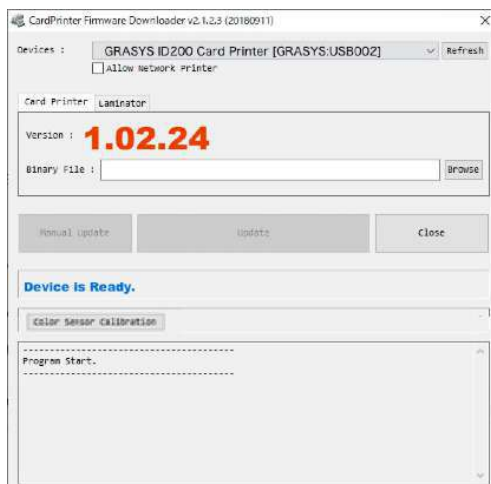 CardPrinter Firmware Downloader v2.1.2.3 (20180911)
Devices : GRASYS ID200 Card Printer [GRASYS:USB002] Refresh
Allow Network Printer
Card Printer Laminator
Version : 1.02.24
Binary File : Browse
Manual Update Update Close
Device is Ready.
Color Sensor Calibration
----------------------------------------
Program Start.
----------------------------------------